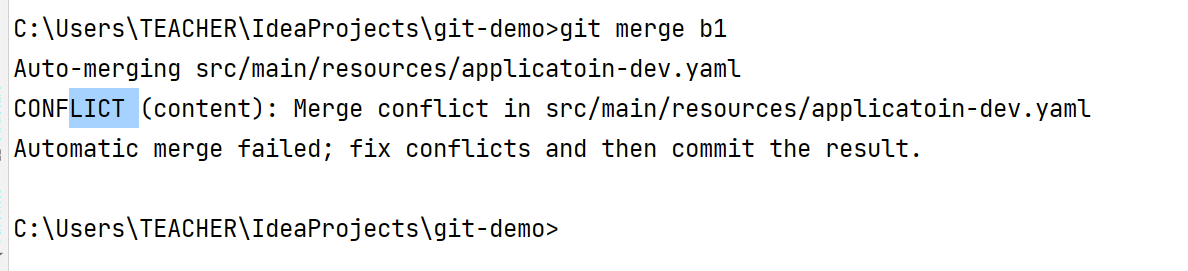 C:\Users\TEACHER\IdeaProjects\git-demo>git merge b1
Auto-merging src/main/resources/applicatoin-dev.yaml
CONFLICT (content): Merge conflict in src/main/resources/applicatoin-dev.yaml
Automatic merge failed; fix conflicts and then commit the result.
C:\Users\TEACHER\IdeaProjects\git-demo>